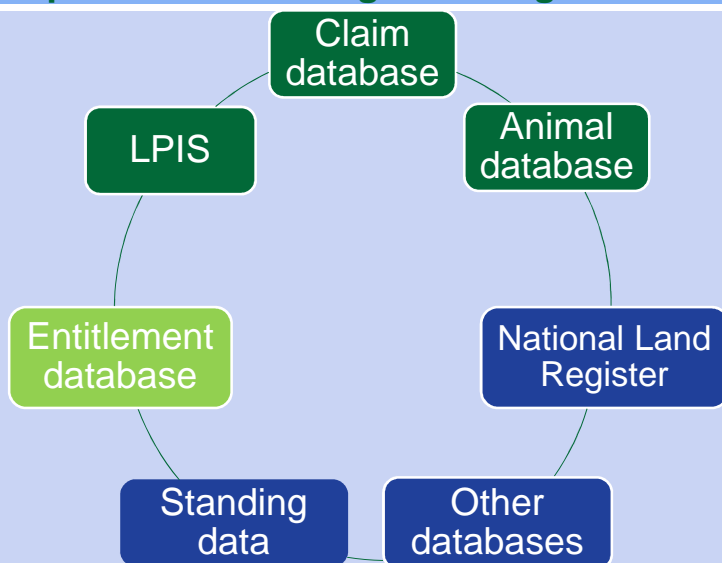 Claim
database
Animal
database
National Land
Register
Other
databases
Standing
data
Entitlement
database
LPIS